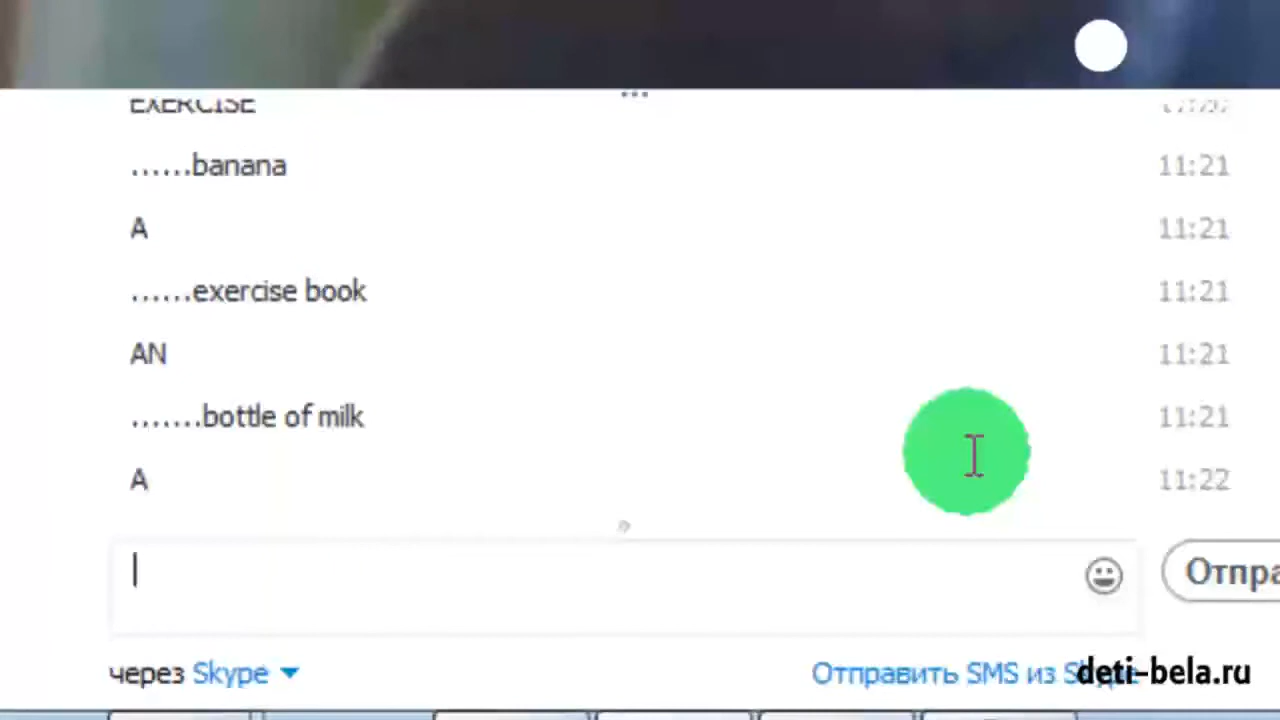 EXERCISE
......banana 11:21
A 11:21
......exercise book 11:21
AN 11:21
.......bottle of milk 11:21
A 11:22
Отпра
через Skype
Отправить SMS из Skype
deti-bela.ru